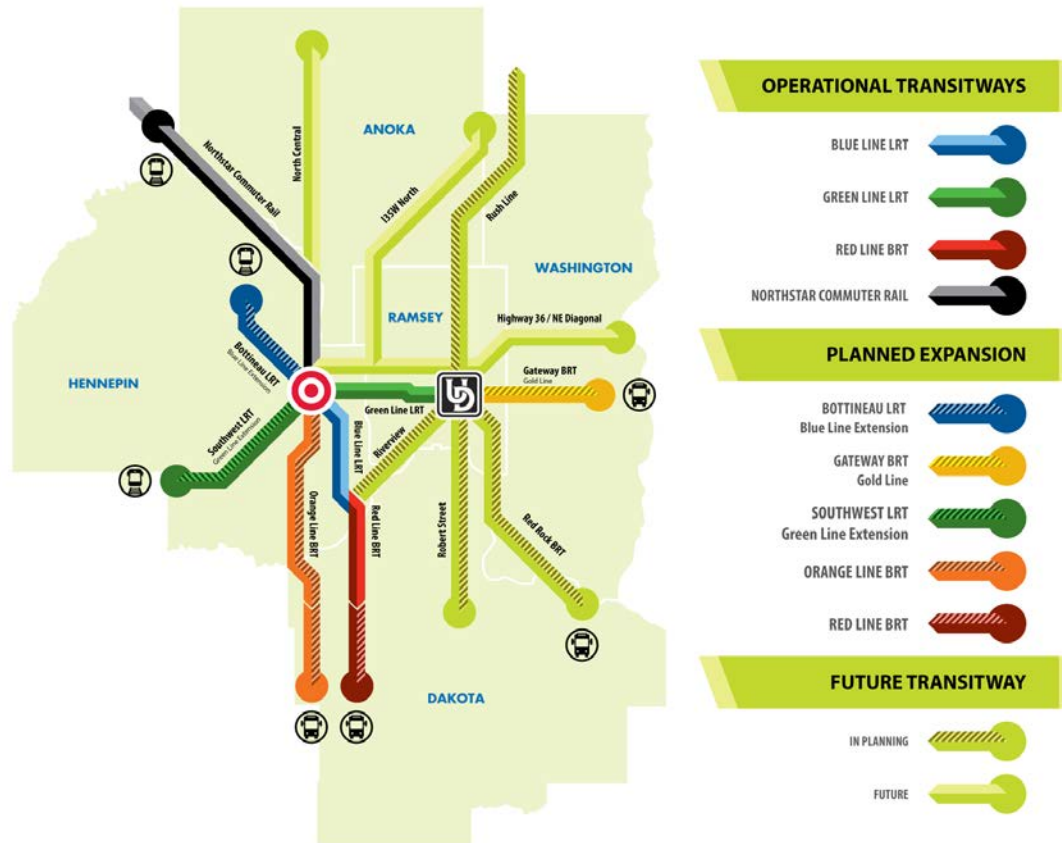 ANOKA
North Central
Northstar Commuter Rail
I35W North
Rush Line
WASHINGTON
RAMSEY
Highway 36 / NE Diagonal
HENNEPIN
Bottineau LRT
Blue Line Extension
Gateway BRT
Gold Line
UD
Green Line LRT
Southwest LRT
Green Line Extension
Blue Line LRT
Riverview
Orange Line BRT
Red Line BRT
Robert Street
Red Rock BRT
DAKOTA
OPERATIONAL TRANSITWAYS
BLUE LINE LRT
GREEN LINE LRT
RED LINE BRT
NORTHSTAR COMMUTER RAIL
PLANNED EXPANSION
BOTTINEAU LRT
Blue Line Extension
GATEWAY BRT
Gold Line
SOUTHWEST LRT
Green Line Extension
ORANGE LINE BRT
RED LINE BRT
FUTURE TRANSITWAY
IN PLANNING
FUTURE